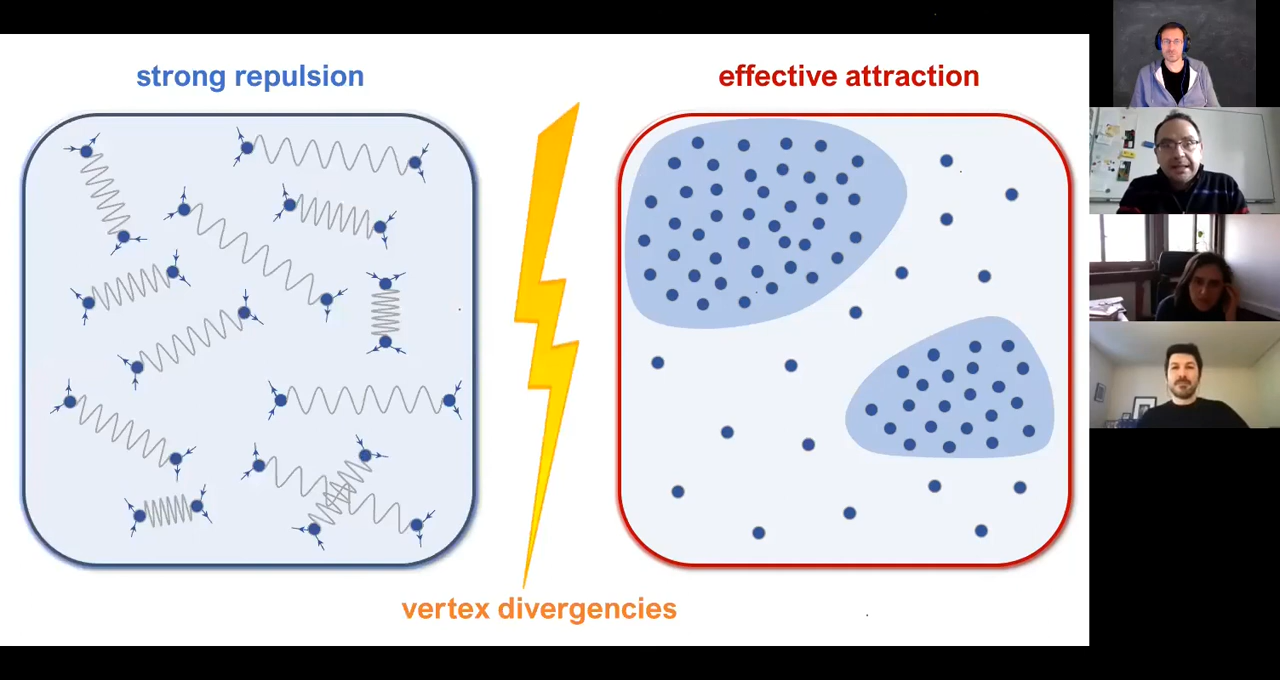 strong repulsion
effective attraction
vertex divergencies